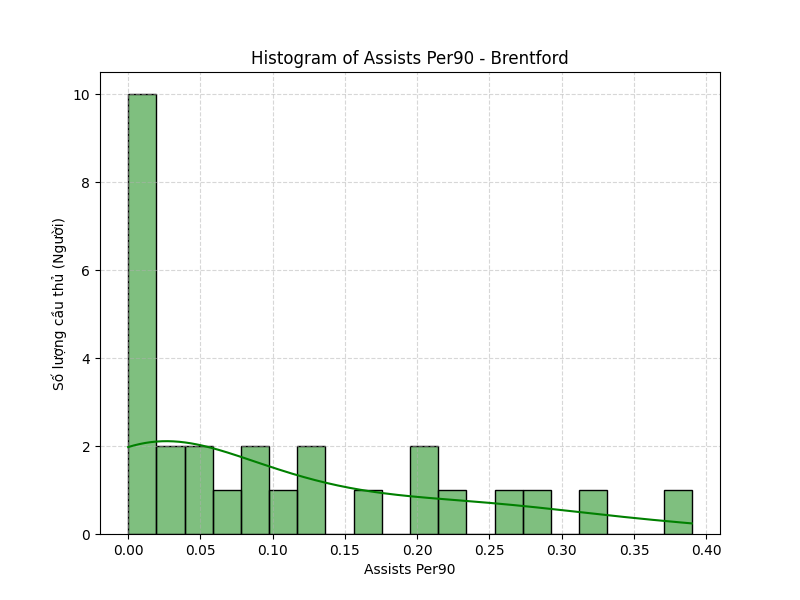 Histogram of Assists Per90 - Brentford
Số lượng cầu thủ (Người)
10
8
6
4
2
0
0.00 0.05 0.10 0.15 0.20 0.25 0.30 0.35 0.40
Assists Per90